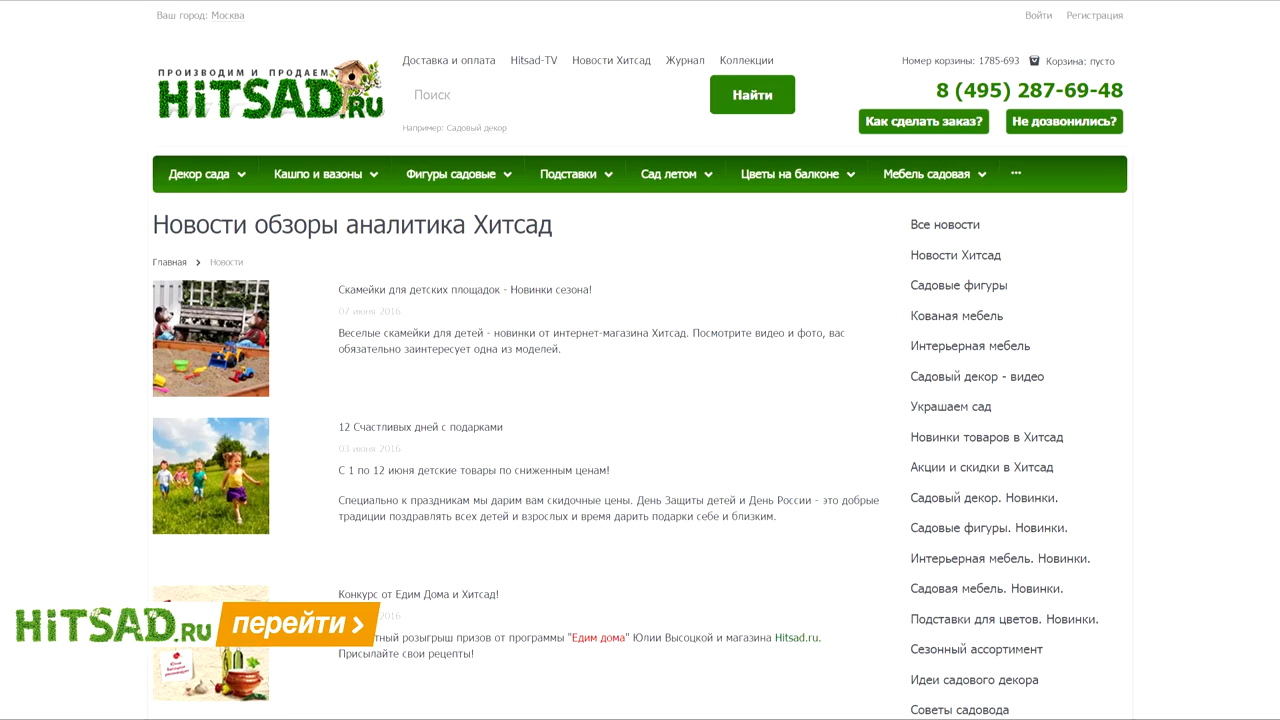 Ваш город: Москва
Войти Регистрация
ПРОИЗВОДИМ И ПРОДАЕМ
HiTSAD.RU
Доставка и оплата Hitsad-TV Новости Хитсад Журнал Коллекции
Номер корзины: 1785-693 Корзина: пусто
Поиск
Найти
8 (495) 287-69-48
Например: Садовый декор
Как сделать заказ? Не дозвонились?
Декор сада Кашпо и вазоны Фигуры садовые Подставки Сад летом Цветы на балконе Мебель садовая ...
Новости обзоры аналитика Хитсад
Главная > Новости
Скамейки для детских площадок - Новинки сезона!
07 июня 2016
Веселые скамейки для детей - новинки от интернет-магазина Хитсад. Посмотрите видео и фото, вас
обязательно заинтересует одна из моделей.
12 Счастливых дней с подарками
03 июня 2016
С 1 по 12 июня детские товары по сниженным ценам!
Специально к праздникам мы дарим вам скидочные цены. День Защиты детей и День России - это добрые
традиции поздравлять всех детей и взрослых и время дарить подарки себе и близким.
Конкурс от Едим Дома и Хитсад!
2016
розыгрыш призов от программы "Едим дома" Юлии Высоцкой и магазина Hitsad.ru.
Присылайте свои рецепты!
HiTSAD.RU
перейти >
Все новости
Новости Хитсад
Садовые фигуры
Кованая мебель
Интерьерная мебель
Садовый декор - видео
Украшаем сад
Новинки товаров в Хитсад
Акции и скидки в Хитсад
Садовый декор. Новинки.
Садовые фигуры. Новинки.
Интерьерная мебель. Новинки.
Садовая мебель. Новинки.
Подставки для цветов. Новинки.
Сезонный ассортимент
Идеи садового декора
Советы садовода